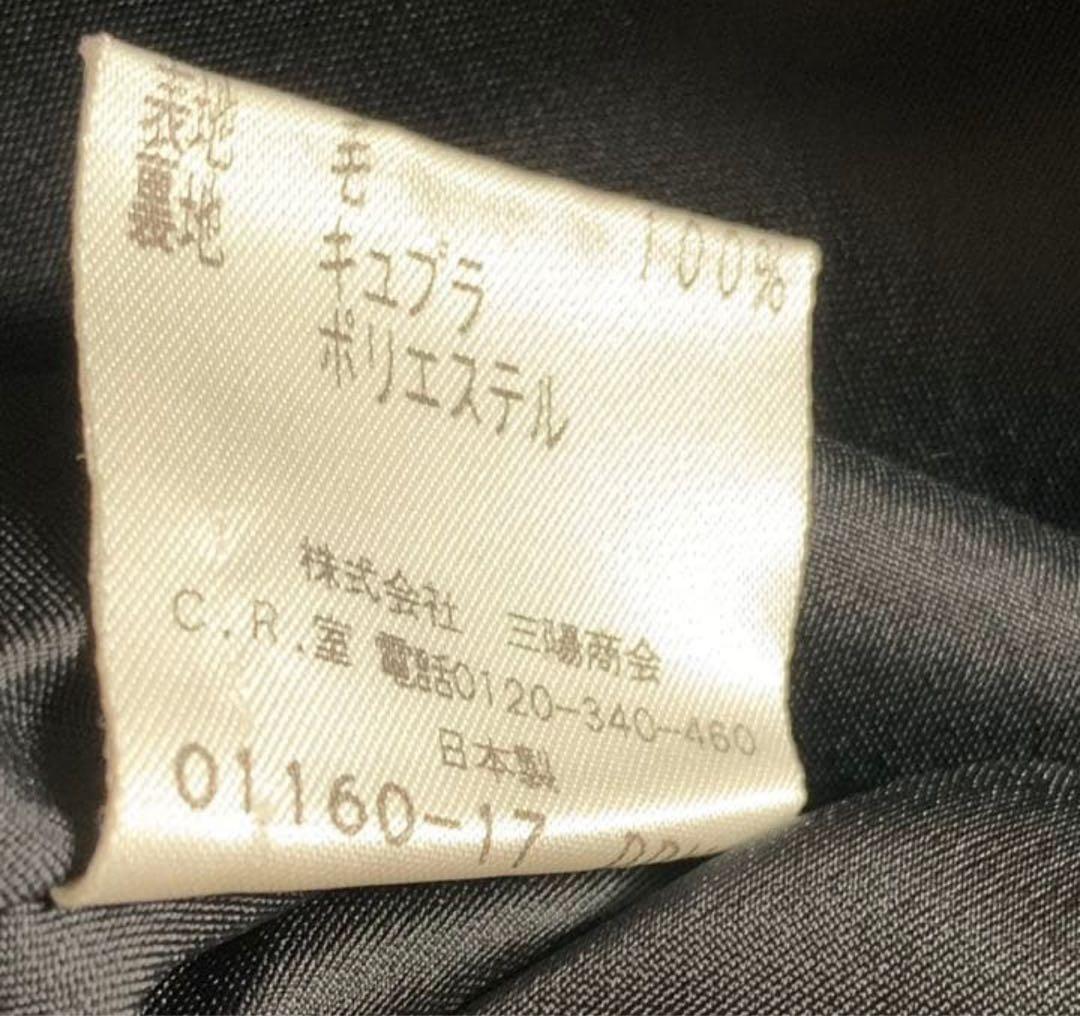 表地 毛 100%
裏地 キュプラ
ポリエステル
株式会社 三陽商会
C.R.室 電話0120-340-460
日本製
01160-17